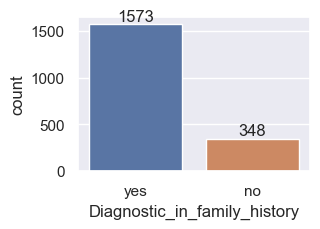 1573
1500
1000
count
500
348
0
yes no
Diagnostic_in_family_history